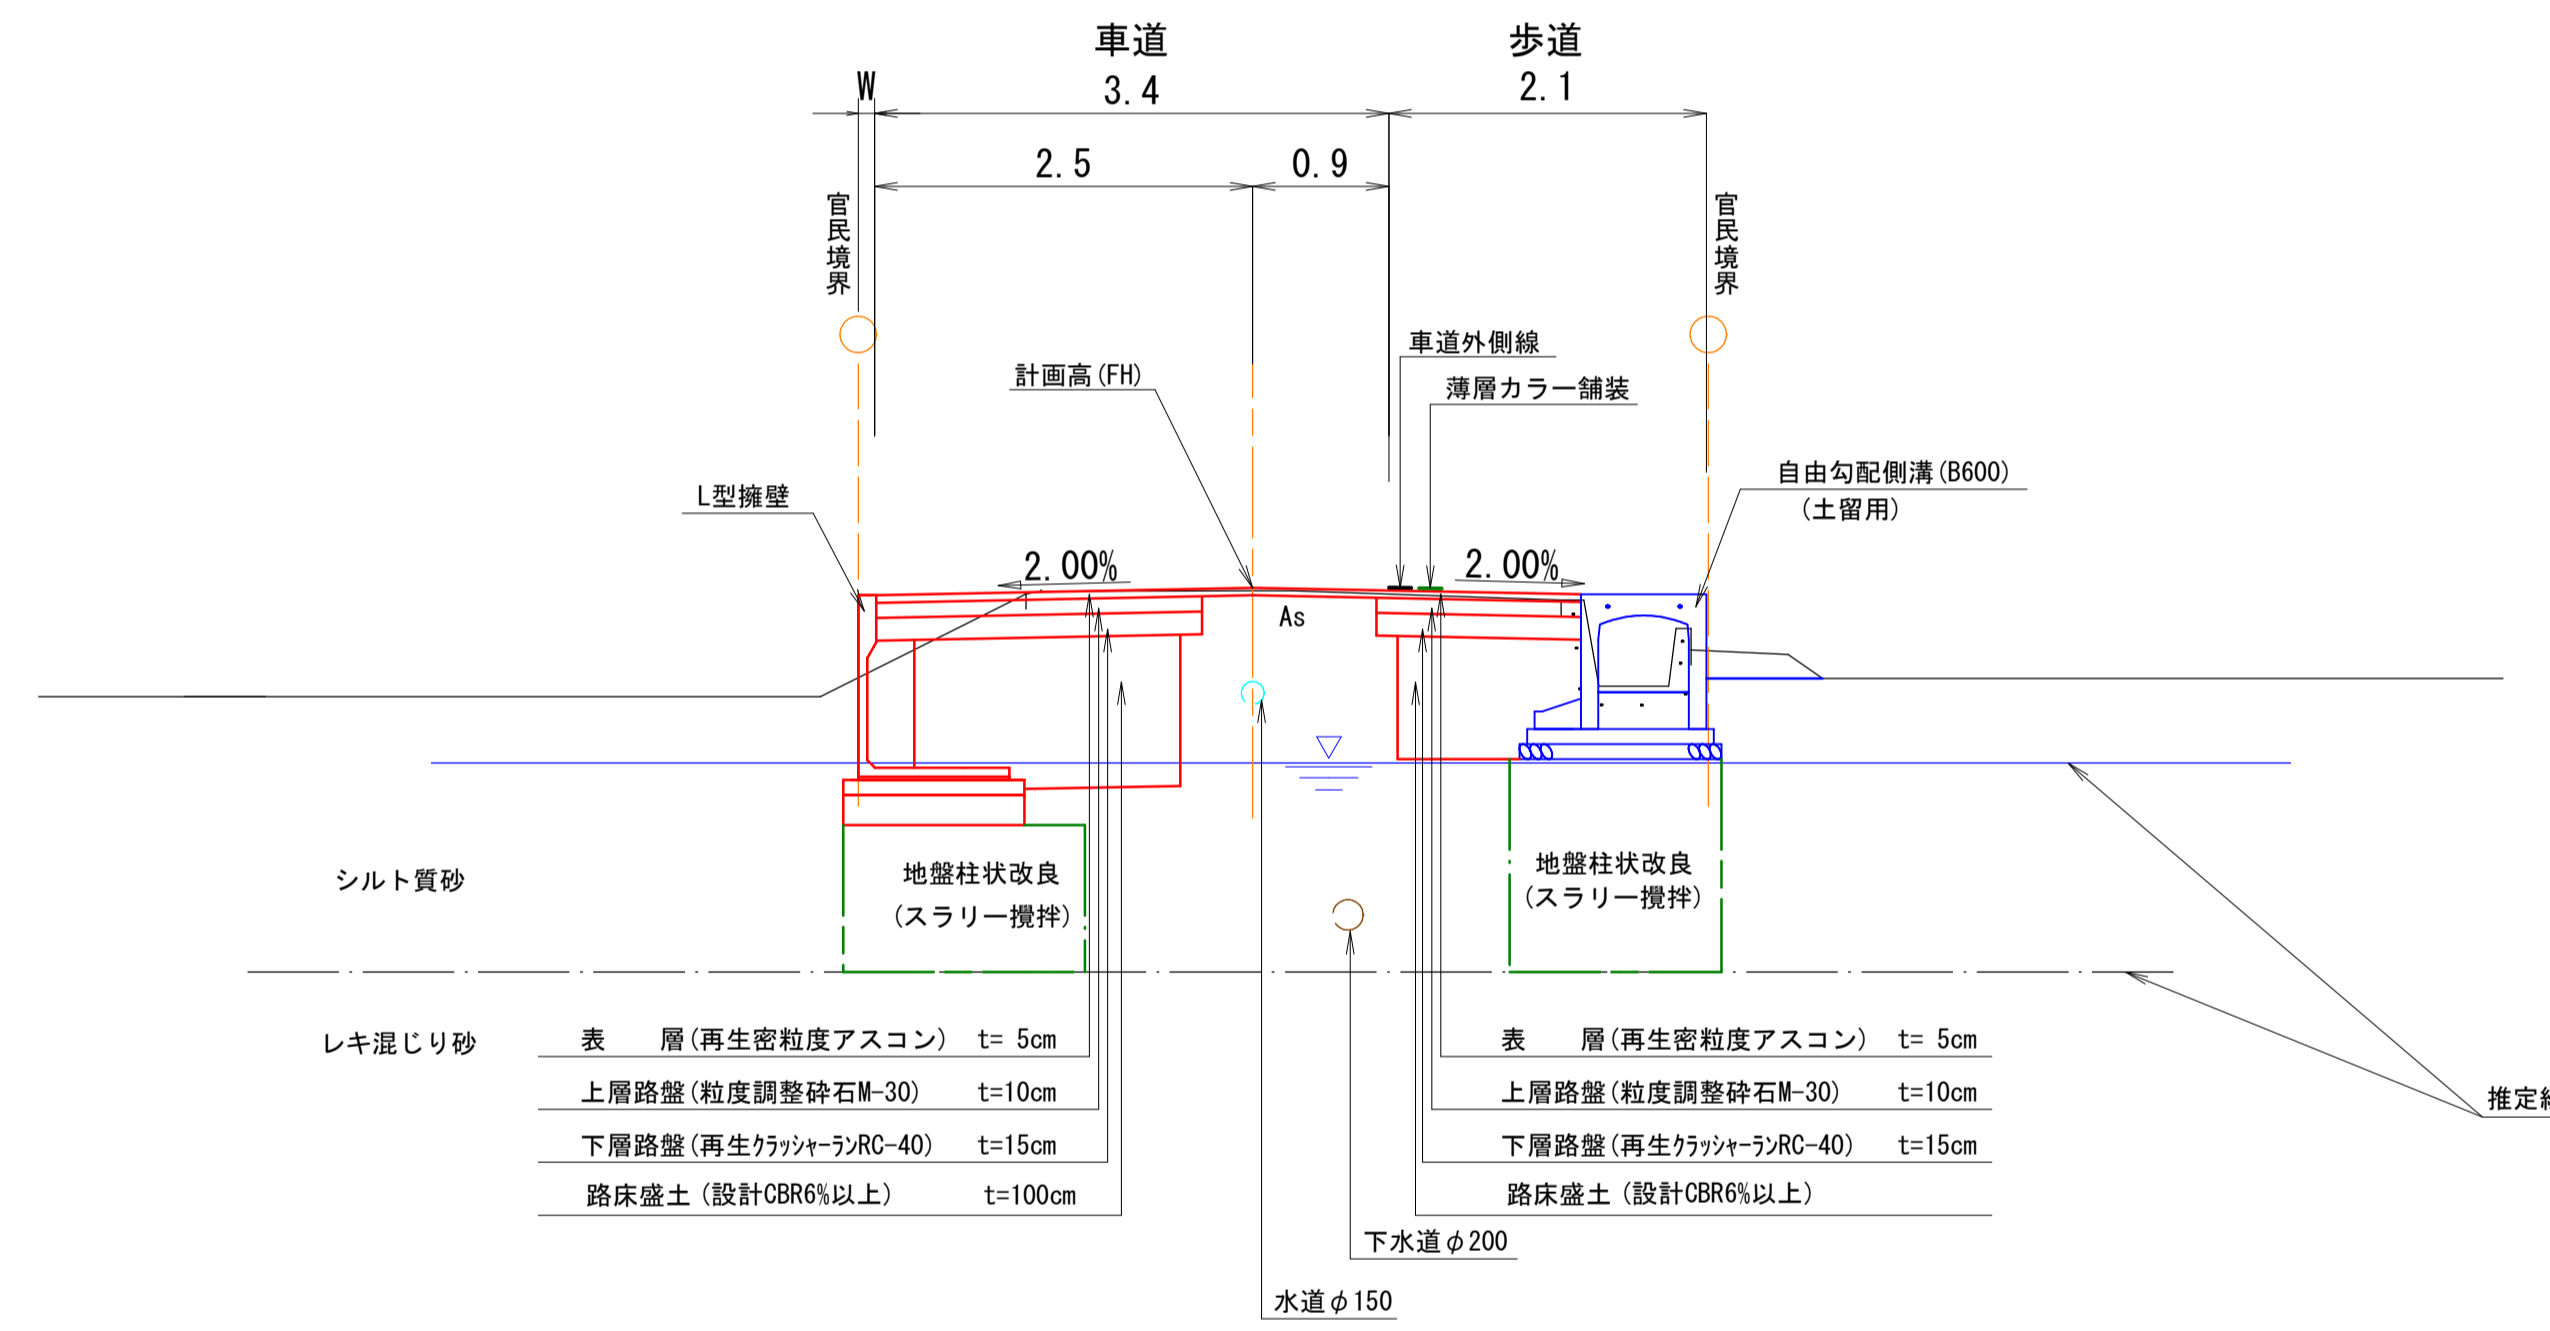 車道
歩道
W
3.4
2.1
2.5
0.9
官民境界
官民境界
車道外側線
計画高(FH)
薄層カラー舗装
L型擁壁
自由勾配側溝(B600)
(土留用)
2.00%
2.00%
As
シルト質砂
地盤柱状改良
(スラリー攪拌)
地盤柱状改良
(スラリー攪拌)
レキ混じり砂
表　　層(再生密粒度アスコン)　t= 5cm
上層路盤(粒度調整砕石M-30)　t=10cm
下層路盤(再生ｸﾗｯｼｬｰﾗﾝRC-40)　t=15cm
路床盛土(設計CBR6%以上)　t=100cm
表　　層(再生密粒度アスコン)　t= 5cm
上層路盤(粒度調整砕石M-30)　t=10cm
下層路盤(再生ｸﾗｯｼｬｰﾗﾝRC-40)　t=15cm
路床盛土(設計CBR6%以上)
推定
下水道φ200
水道φ150